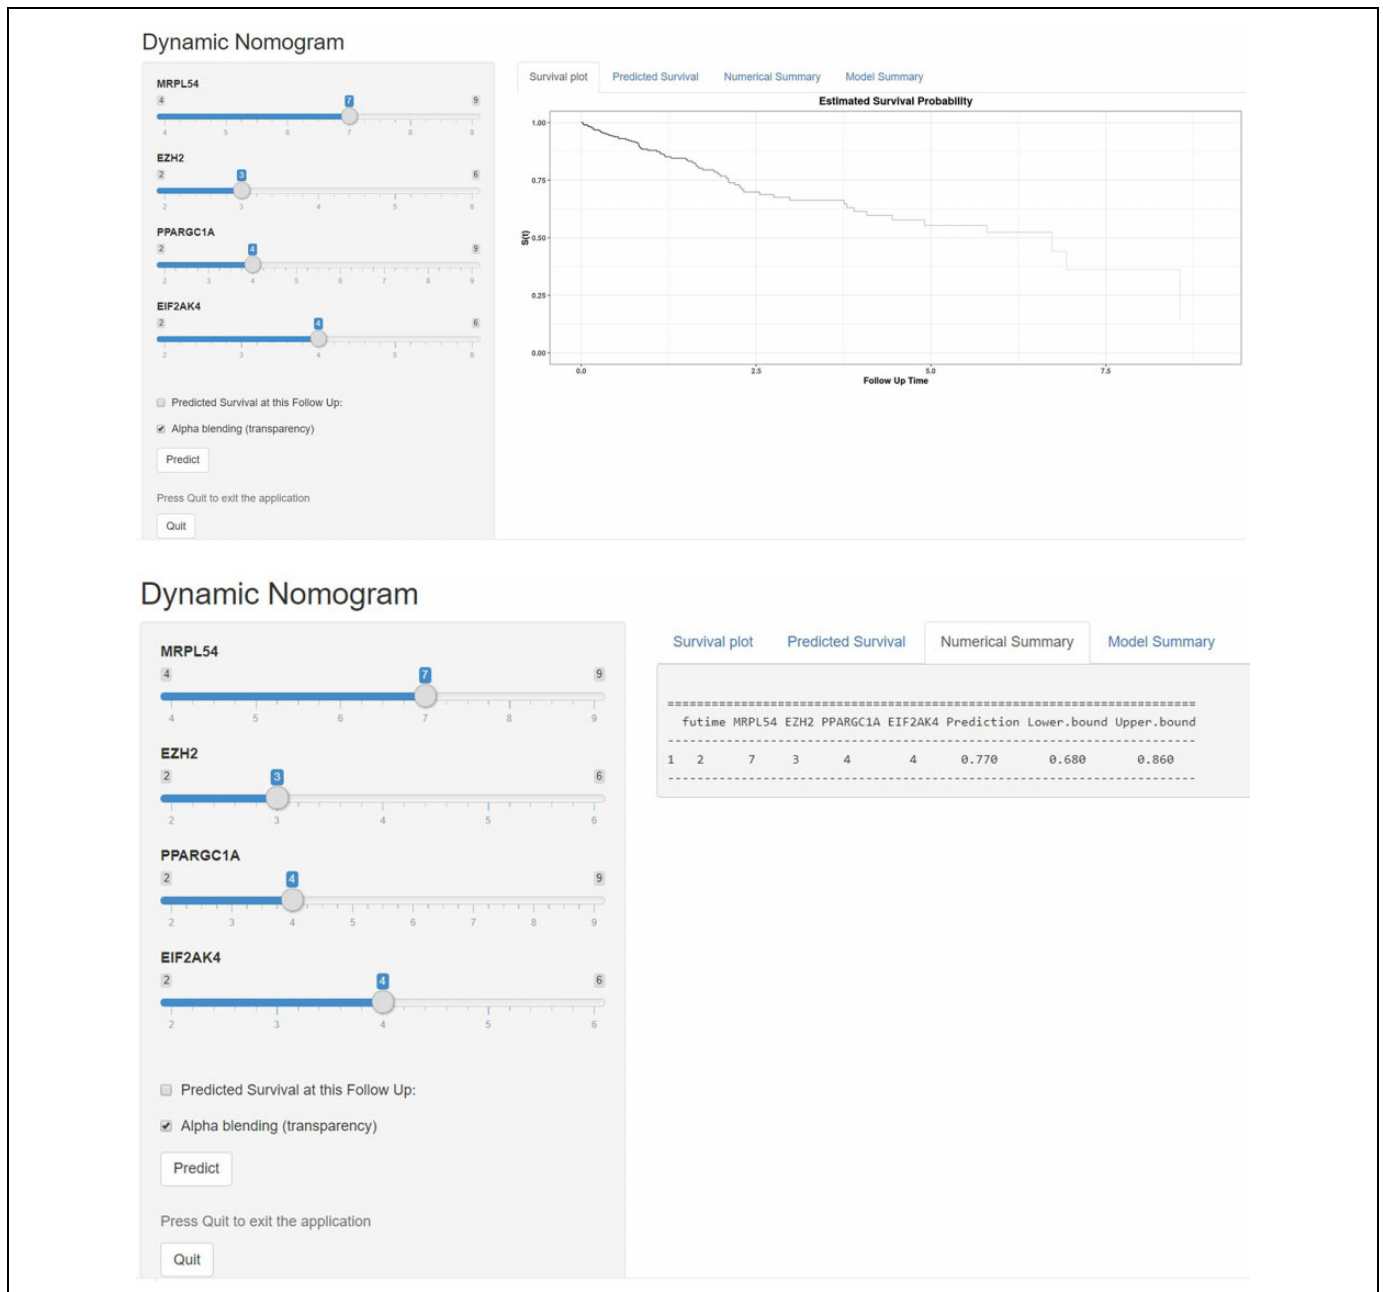 Dynamic Nomogram
MRPL54
4 7 9
4 5 6 7 8 9
EZH2
2 3 6
2 3 4 5 6
PPARGC1A
2 4 9
2 3 4 5 6 7 8 9
EIF2AK4
2 4 6
2 3 4 5 6
Predicted Survival at this Follow Up:
Alpha blending (transparency)
Predict
Press Quit to exit the application
Quit
Survival plot Predicted Survival Numerical Summary Model Summary
Estimated Survival Probability
S(t)
1.00
0.75
0.50
0.25
0.00
0.0 2.5 5.0 7.5
Follow Up Time
Dynamic Nomogram
MRPL54
4 7 9
4 5 6 7 8 9
EZH2
2 3 6
2 3 4 5 6
PPARGC1A
2 4 9
2 3 4 5 6 7 8 9
EIF2AK4
2 4 6
2 3 4 5 6
Predicted Survival at this Follow Up:
Alpha blending (transparency)
Predict
Press Quit to exit the application
Quit
Survival plot Predicted Survival Numerical Summary Model Summary
futime MRPL54 EZH2 PPARGC1A EIF2AK4 Prediction Lower.bound Upper.bound
1 2 7 3 4 4 0.770 0.680 0.860